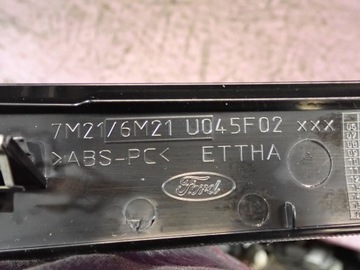 7M21/6M21 U045F02 xxx
>ABS-PC< ETTHA
Ford